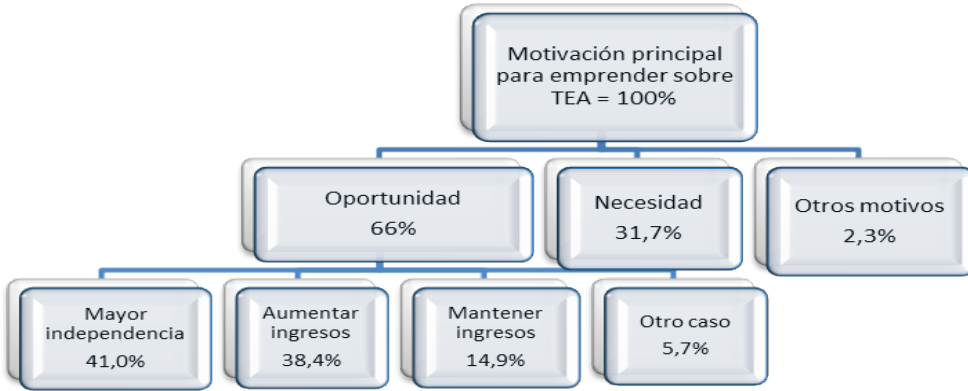 Motivación principal
para emprender sobre
TEA = 100%
Oportunidad
66%
Necesidad
31,7%
Otros motivos
2,3%
Mayor
independencia
41,0%
Aumentar
ingresos
38,4%
Mantener
ingresos
14,9%
Otro caso
5,7%